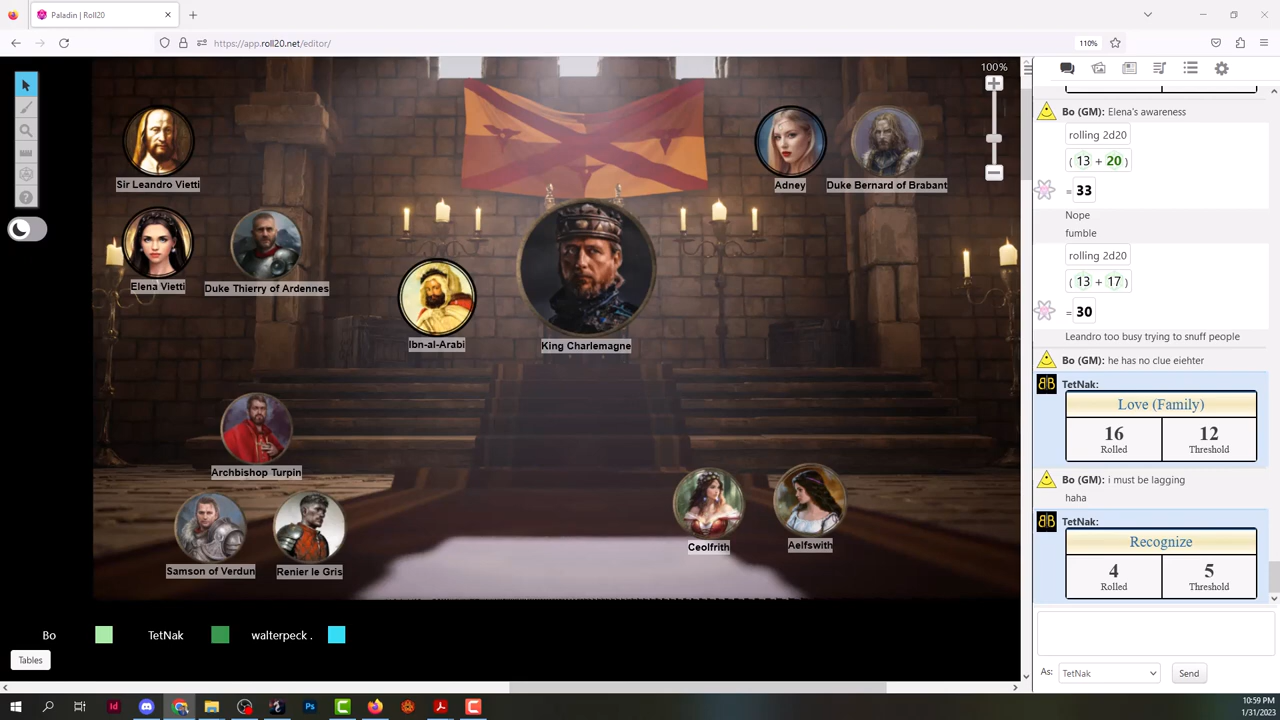 Paladin | Roll20
https://app.roll20.net/editor/
110%
100%
Sir Leandro Vietti
Adney
Duke Bernard of Brabant
Elena Vietti
Duke Thierry of Ardennes
Ibn-al-Arabi
King Charlemagne
Archbishop Turpin
Samson of Verdun
Renier le Gris
Ceolfrith
Aelfswith
Bo
TetNak
walterpeck .
Tables
Bo (GM): Elena's awareness
rolling 2d20
( 13 + 20 )
= 33
Nope
fumble
rolling 2d20
( 13 + 17 )
= 30
Leandro too busy trying to snuff people
Bo (GM): he has no clue eiehter
TetNak:
Love (Family)
16 12
Rolled Threshold
Bo (GM): i must be lagging
haha
TetNak:
Recognize
4 5
Rolled Threshold
As: TetNak Send
10:59 PM
1/31/2023